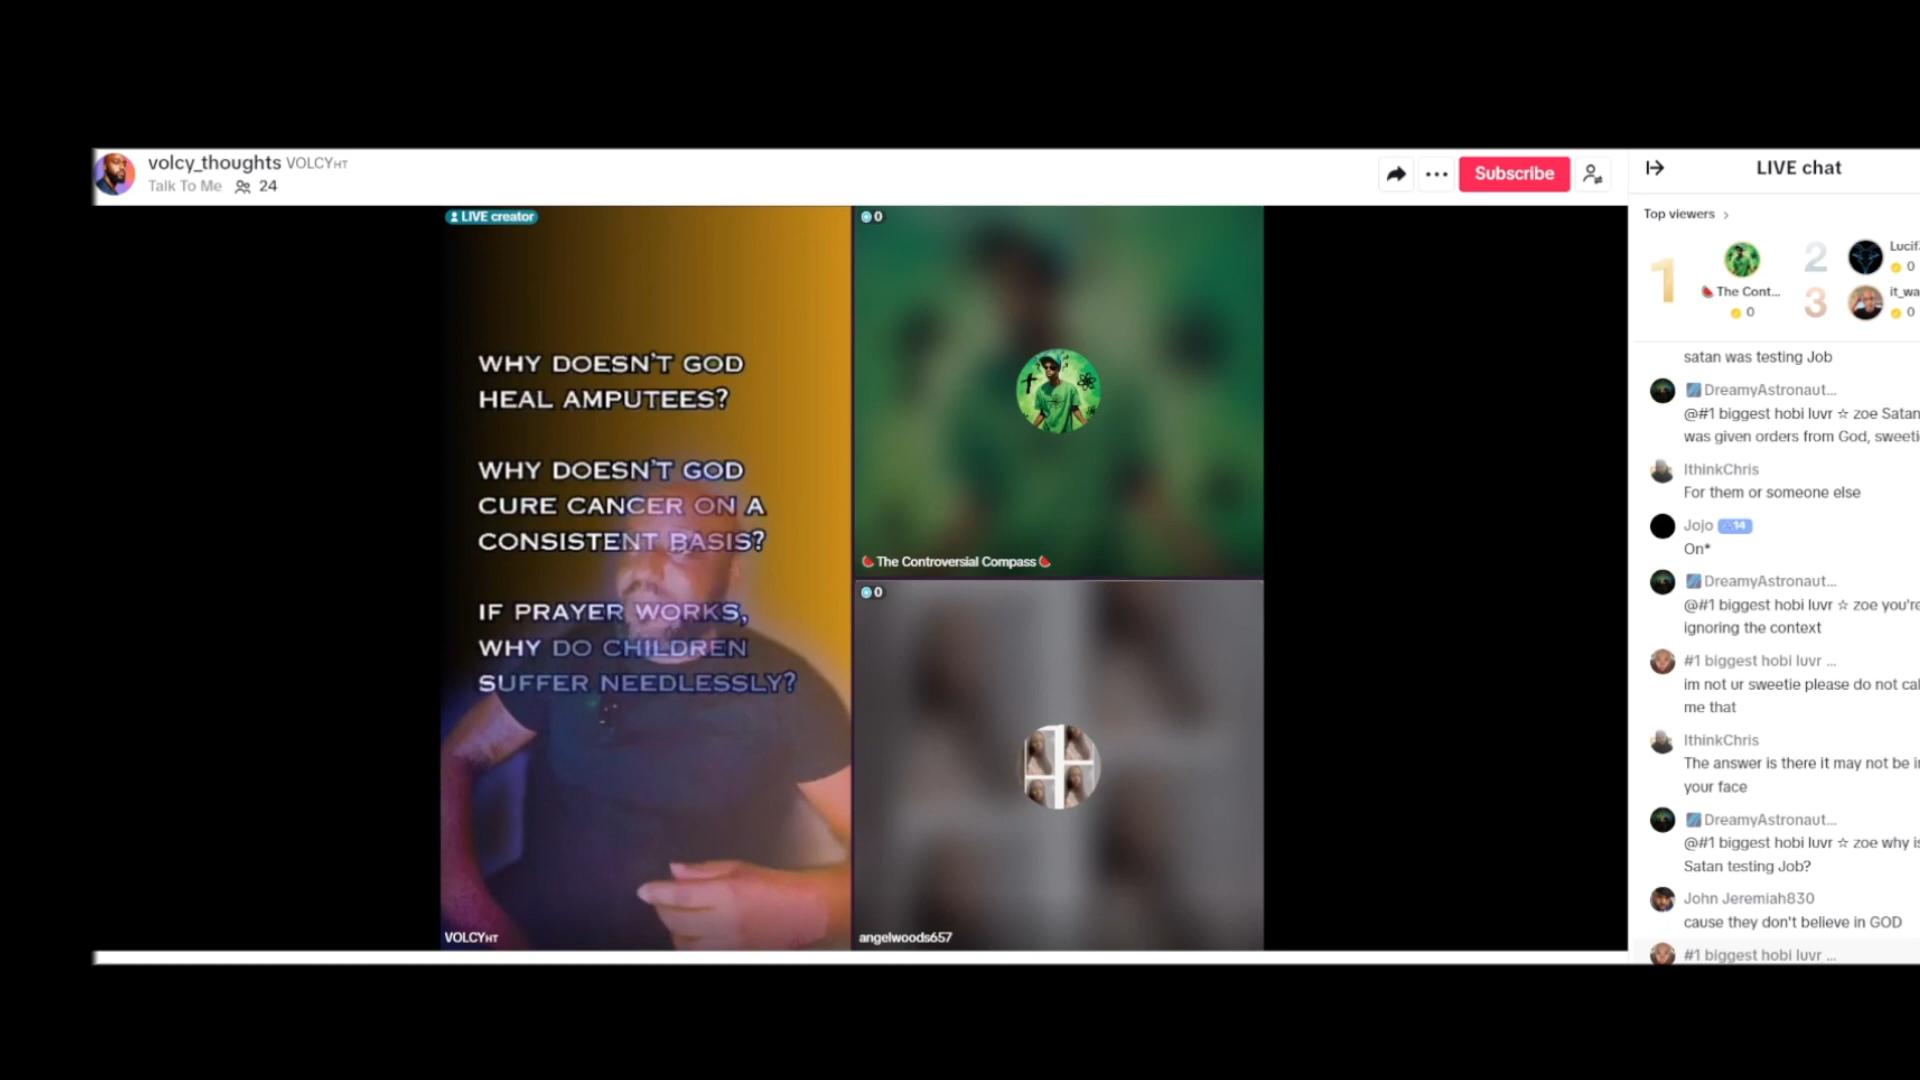 volcy_thoughts VOLCYHT
Talk To Me 24
Subscribe
LIVE chat
Top viewers
LIVE creator
0
WHY DOESN'T GOD
HEAL AMPUTEES?
WHY DOESN'T GOD
CURE CANCER ON A
CONSISTENT BASIS?
IF PRAYER WORKS,
WHY DO CHILDREN
SUFFER NEEDLESSLY?
VOLCYHT
🍉The Controversial Compass🍉
0
angelwoods657
1
🍉 The Cont...
0
2
Lucif
0
3
it_wa
0
satan was testing Job
DreamyAstronaut...
@#1 biggest hobi luvr ☆ zoe Satan
was given orders from God, sweeti
IthinkChris
For them or someone else
Jojo 14
On*
DreamyAstronaut...
@#1 biggest hobi luvr ☆ zoe you're
ignoring the context
#1 biggest hobi luvr ...
im not ur sweetie please do not cal
me that
IthinkChris
The answer is there it may not be in
your face
DreamyAstronaut...
@#1 biggest hobi luvr ☆ zoe why is
Satan testing Job?
John Jeremiah830
cause they don't believe in GOD
#1 biggest hobi luvr ...